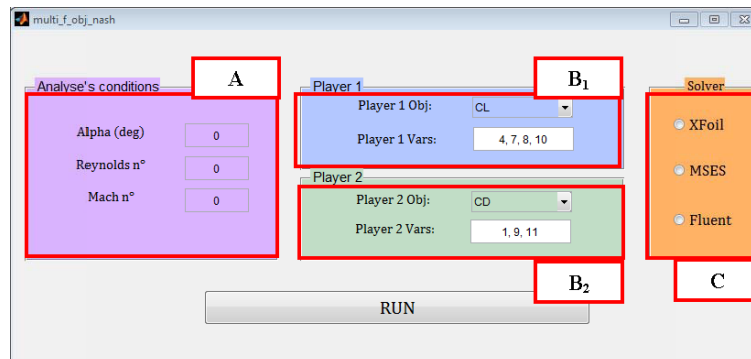 multi_f_obj_nash
Analyse's conditions
A
Alpha (deg) 0
Reynolds n° 0
Mach n° 0
Player 1
B₁
Player 1 Obj: CL
Player 1 Vars: 4, 7, 8, 10
Player 2
Player 2 Obj: CD
Player 2 Vars: 1, 9, 11
B₂
Solver
XFoil
MSES
Fluent
C
RUN